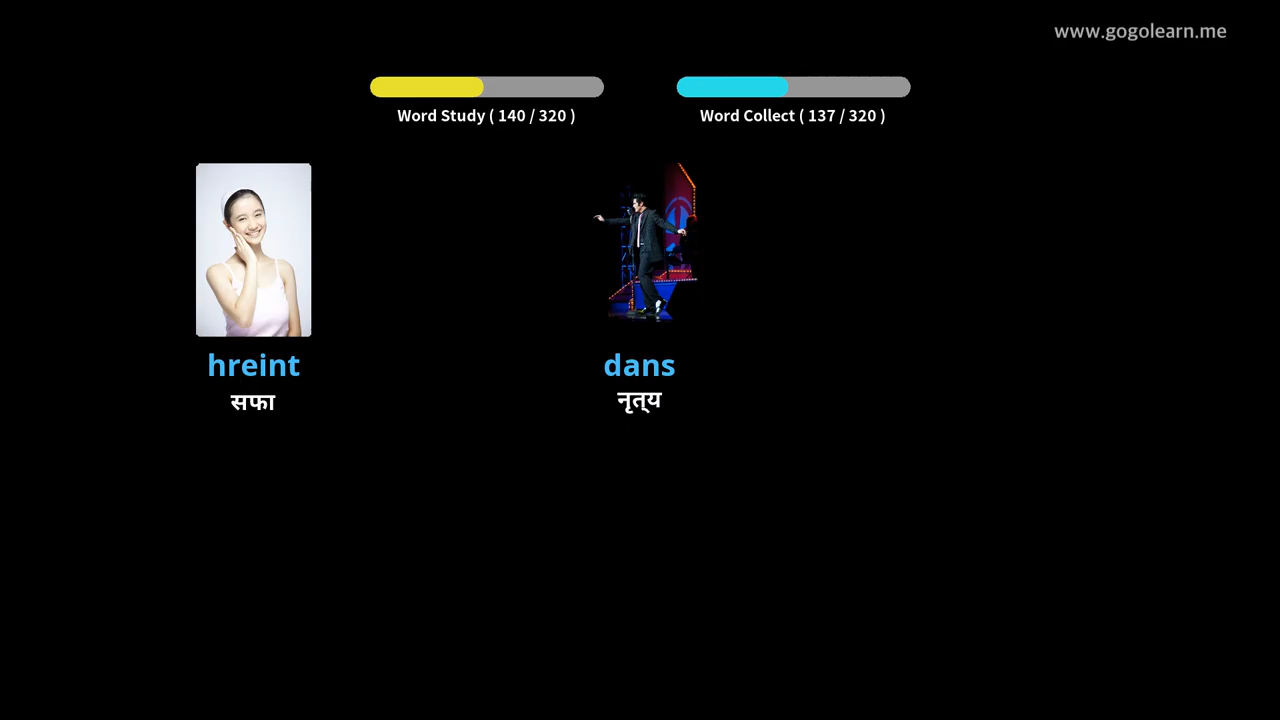 www.gogolearn.me
Word Study ( 140 / 320 )
Word Collect ( 137 / 320 )
hreint
सफा
dans
नृत्य